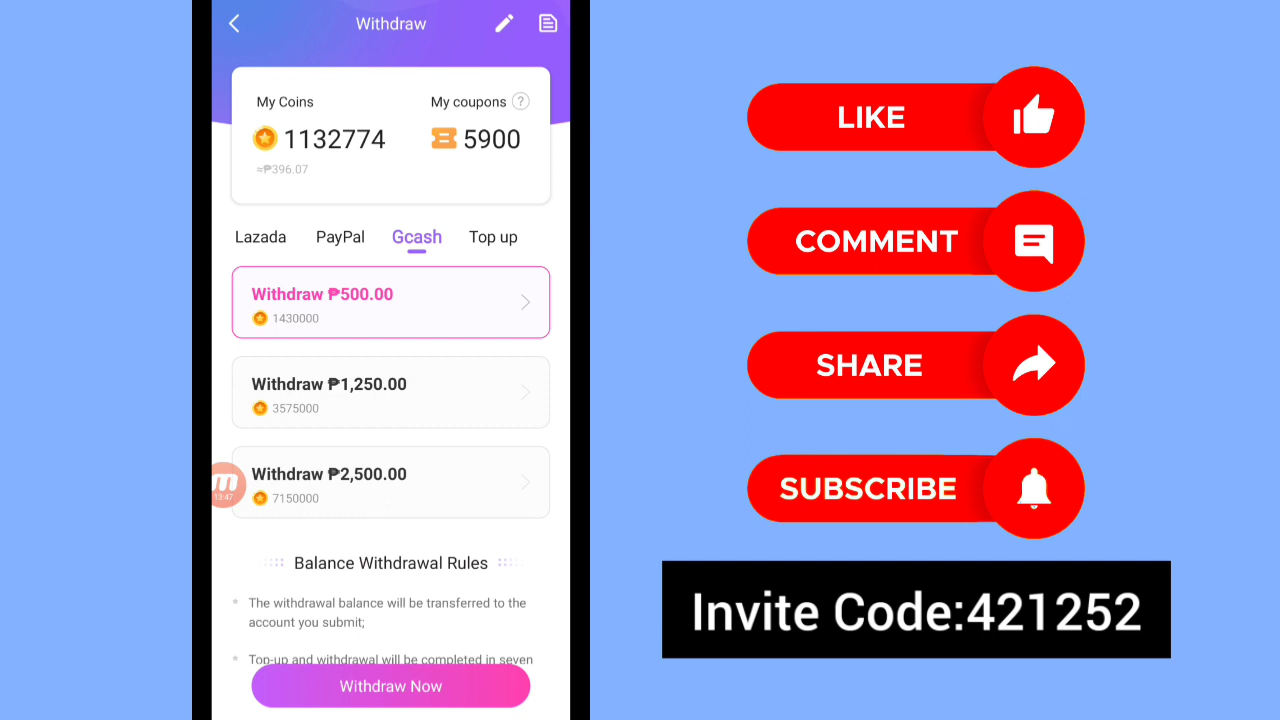 Withdraw
My Coins
My coupons ?
1132774
5900
≈₱396.07
Lazada PayPal Gcash Top up
Withdraw ₱500.00
1430000
Withdraw ₱1,250.00
3575000
Withdraw ₱2,500.00
7150000
13:47
Balance Withdrawal Rules
* The withdrawal balance will be transferred to the
account you submit;
* Top-up and withdrawal will be completed in seven
Withdraw Now
LIKE
COMMENT
SHARE
SUBSCRIBE
Invite Code:421252